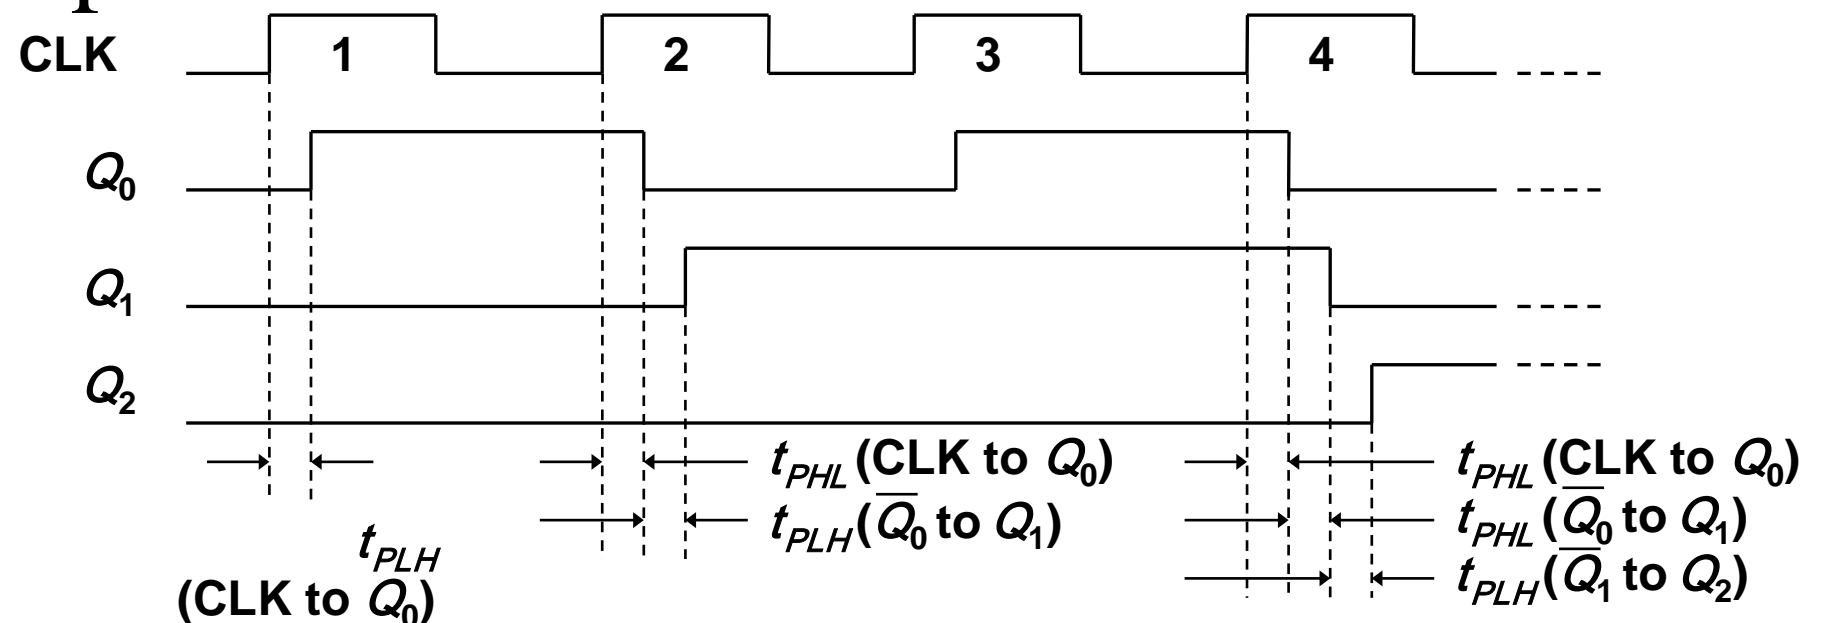 CLK
1
2
3
4
Q0
Q1
Q2
tPHL (CLK to Q0)
tPLH (Q̅0 to Q1)
tPLH
(CLK to Q0)
tPHL (CLK to Q0)
tPHL (Q̅0 to Q1)
tPLH (Q̅1 to Q2)